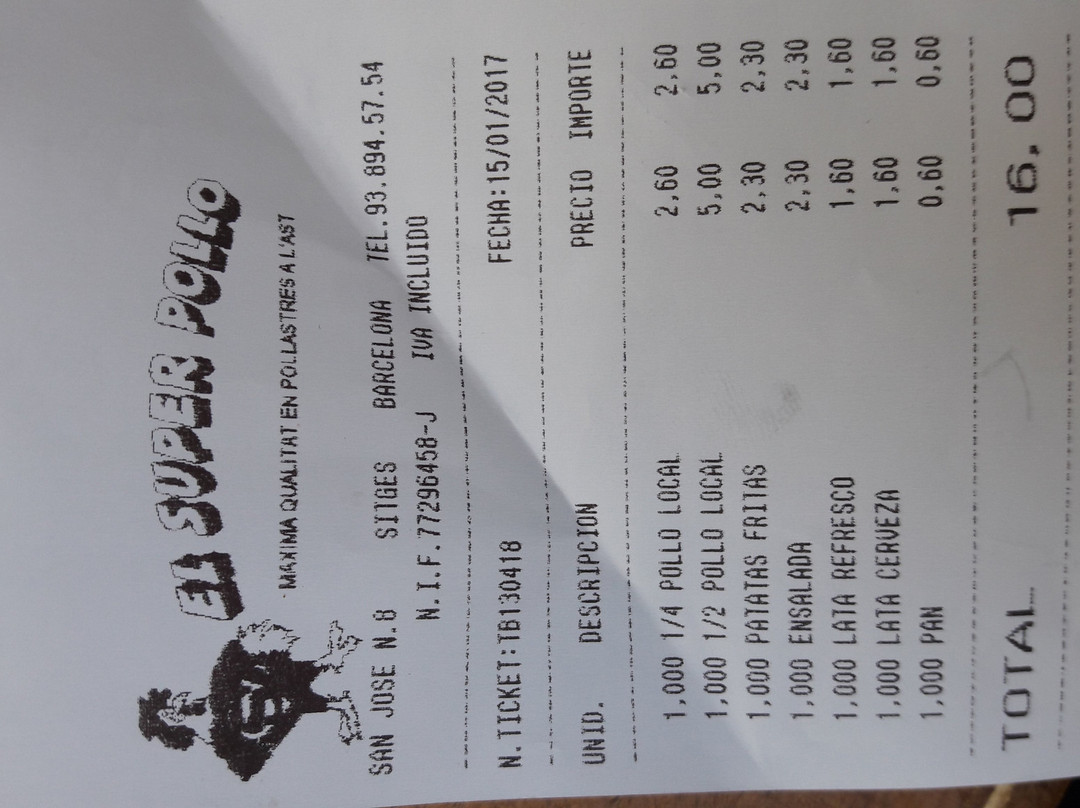 EL SUPER POLLO
MAXIMA QUALITAT EN POLLASTRES A L'AST
SAN JOSE N.8 SITGES BARCELONA TEL.93.894.57.54
N.I.F.77296458-J IVA INCLUIDO
N.TICKET:TB130418 FECHA:15/01/2017
UNID. DESCRIPCION PRECIO IMPORTE
1,000 1/4 POLLO LOCAL 2,60 2,60
1,000 1/2 POLLO LOCAL 5,00 5,00
1,000 PATATAS FRITAS 2,30 2,30
1,000 ENSALADA 2,30 2,30
1,000 LATA REFRESCO 1,60 1,60
1,000 LATA CERVEZA 1,60 1,60
1,000 PAN 0,60 0,60
TOTAL 16,00